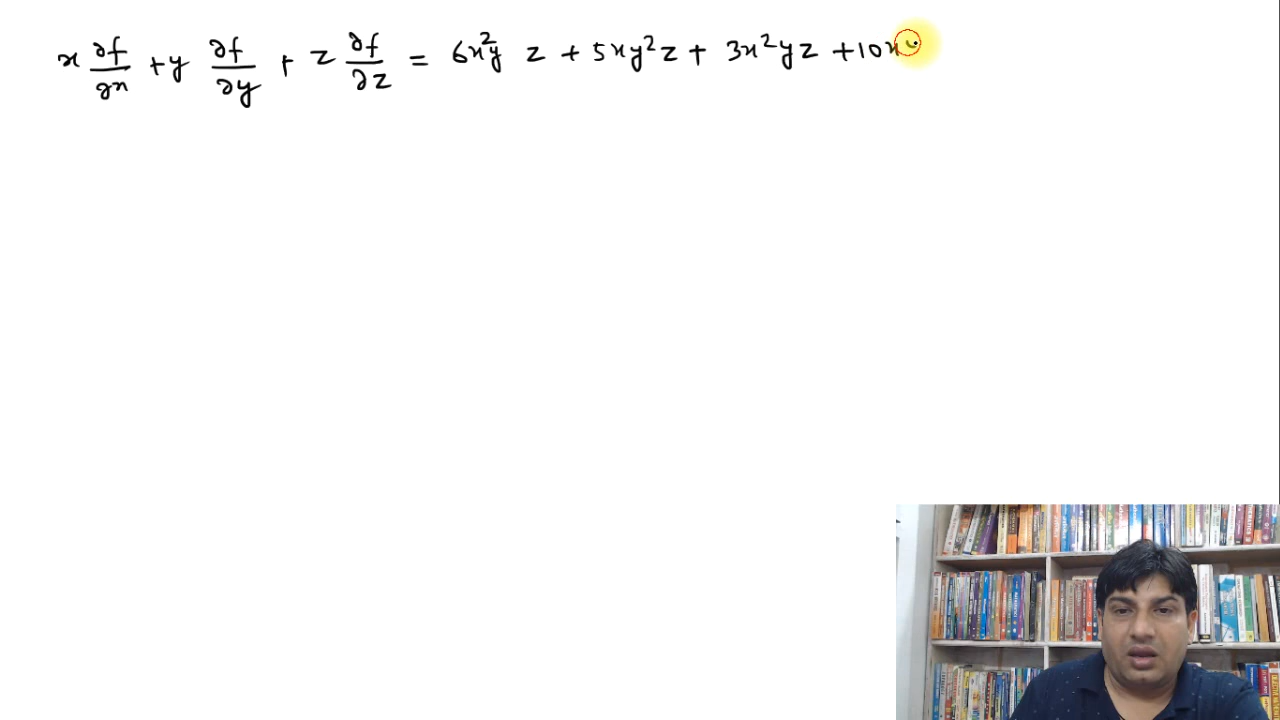 x ∂f/∂x + y ∂f/∂y + z ∂f/∂z = 6x²y z + 5xy²z + 3x²yz + 10x